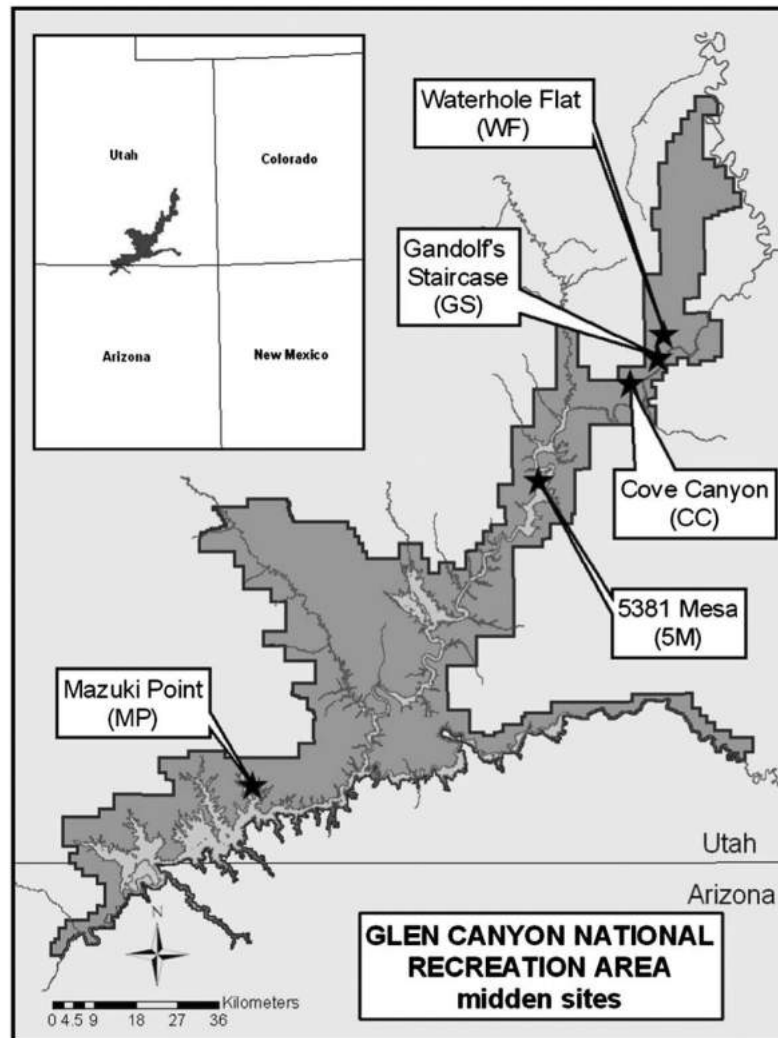 Utah
Colorado
Arizona
New Mexico
Waterhole Flat
(WF)
Gandolf's
Staircase
(GS)
Cove Canyon
(CC)
5381 Mesa
(5M)
Mazuki Point
(MP)
Utah
Arizona
N
Kilometers
0 4.5 9 18 27 36
GLEN CANYON NATIONAL
RECREATION AREA
midden sites